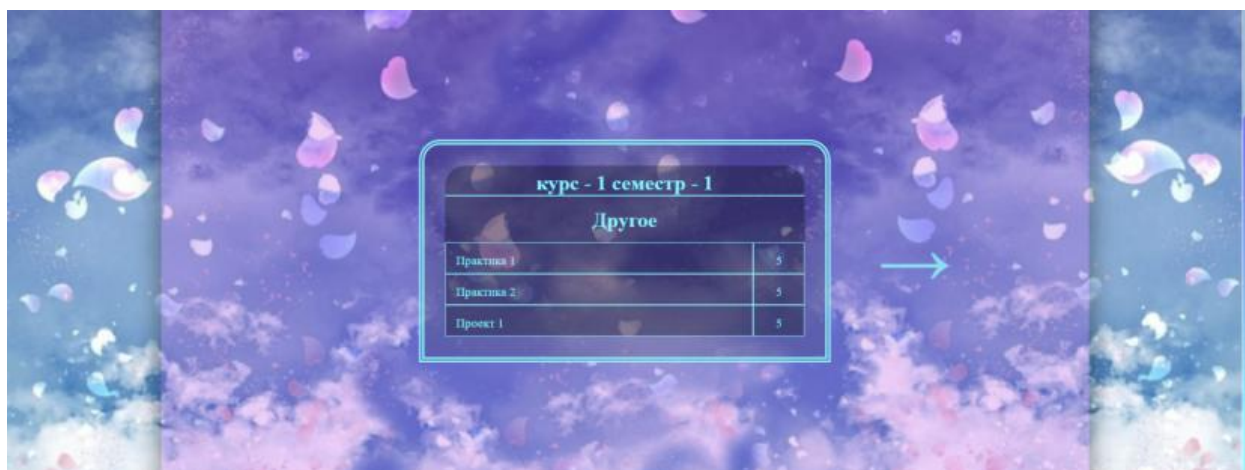 курс - 1 семестр - 1
Другое
Практика 1 5
Практика 2 5
Проект 1 5